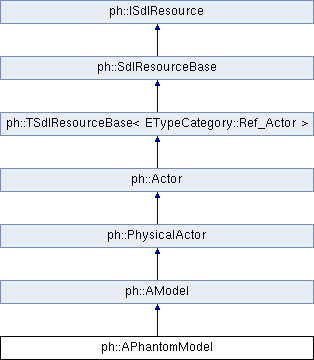 ph::ISdlResource
ph::SdlResourceBase
ph::TSdlResourceBase< ETypeCategory::Ref_Actor >
ph::Actor
ph::PhysicalActor
ph::AModel
ph::APhantomModel